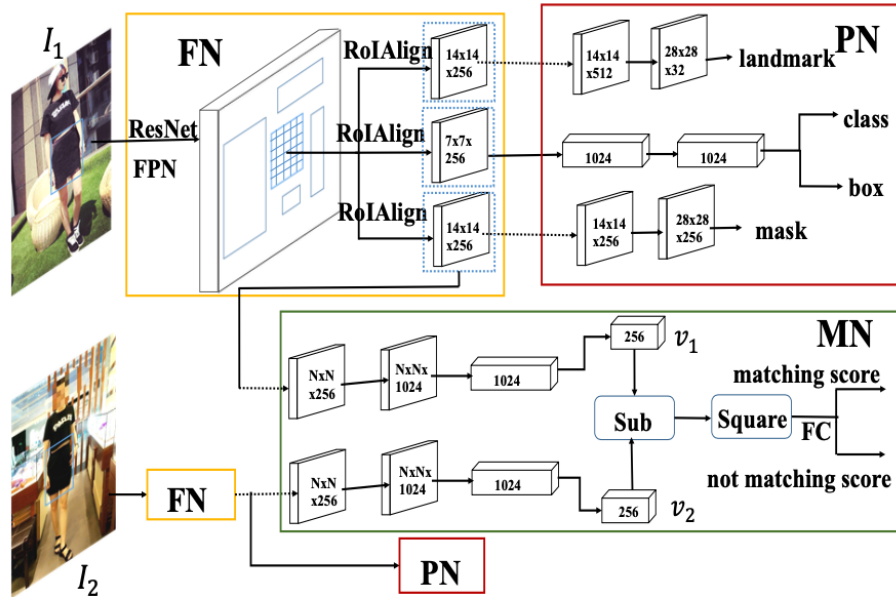 I₁
FN
ResNet
FPN
RoIAlign
14x14
x256
RoIAlign
7x7x
256
RoIAlign
14x14
x256
PN
14x14
x512
28x28
x32
landmark
1024
1024
class
box
14x14
x256
28x28
x256
mask
MN
NxN
x256
NxNx
1024
1024
256
v₁
Sub
Square
FC
matching score
not matching score
I₂
FN
NxN
x256
NxNx
1024
1024
256
v₂
PN